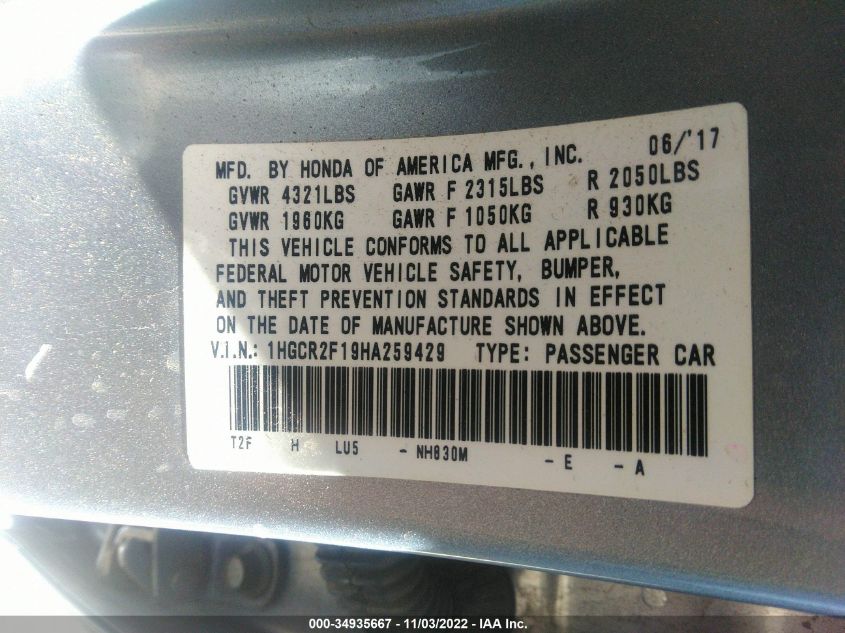 MFD. BY HONDA OF AMERICA MFG., INC. 06/'17
GVWR 4321LBS GAWR F 2315LBS R 2050LBS
GVWR 1960KG GAWR F 1050KG R 930KG
THIS VEHICLE CONFORMS TO ALL APPLICABLE
FEDERAL MOTOR VEHICLE SAFETY, BUMPER,
AND THEFT PREVENTION STANDARDS IN EFFECT
ON THE DATE OF MANUFACTURE SHOWN ABOVE.
V.I.N.: 1HGCR2F19HA259429 TYPE: PASSENGER CAR
T2F H LU5 - NH830M - E - A
000-34935667 - 11/03/2022 - IAA Inc.